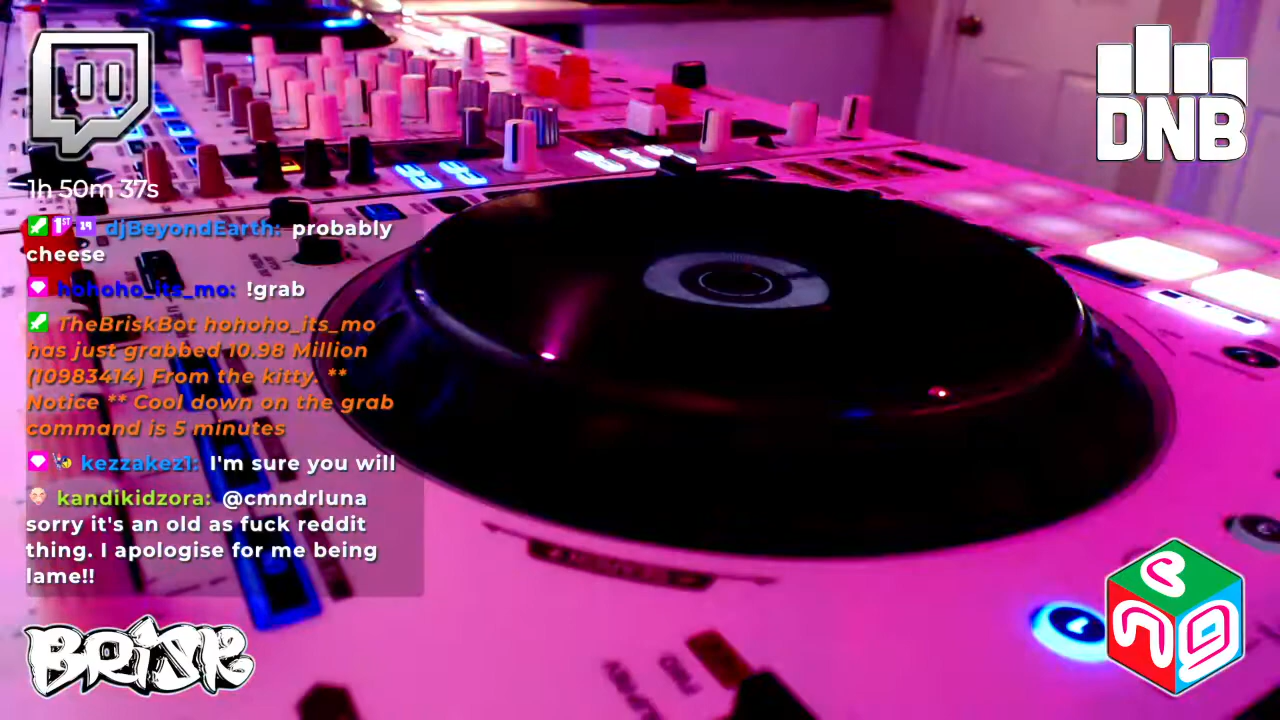 DNB
1h 50m 37s
1ST djBeyondEarth: probably
cheese
hohoho_its_mo: !grab
TheBriskBot hohoho_its_mo
has just grabbed 10.98 Million
(10983414) From the kitty. **
Notice ** Cool down on the grab
command is 5 minutes
kezzakez1: I'm sure you will
kandikidzora: @cmndrluna
sorry it's an old as fuck reddit
thing. I apologise for me being
lame!!
BRISK